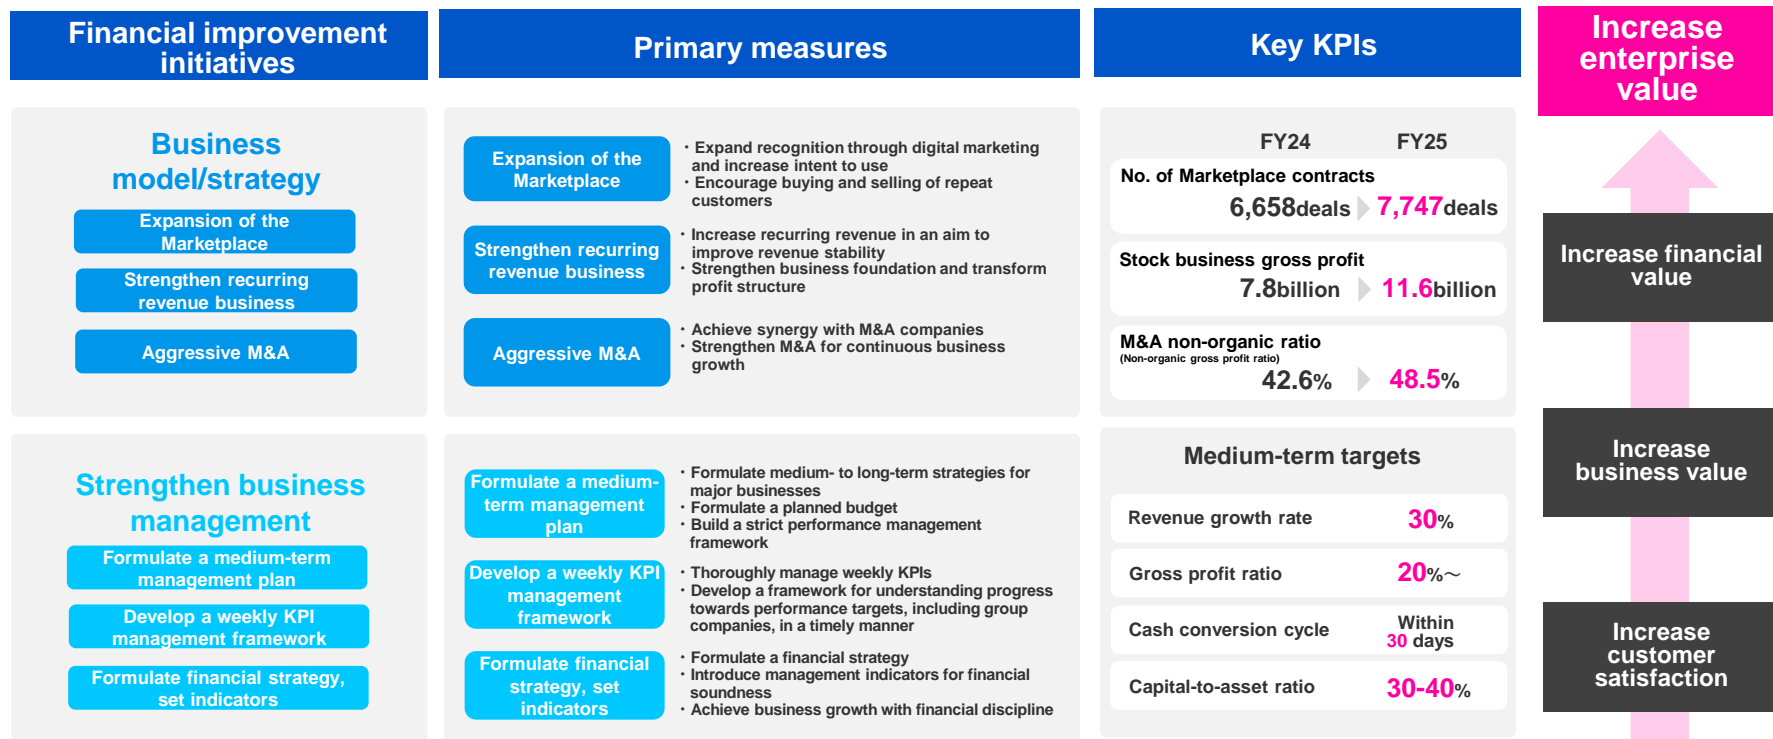 Financial improvement
initiatives
Primary measures
Key KPIs
Increase
enterprise
value
Business
model/strategy
Expansion of the
Marketplace
Strengthen recurring
revenue business
Aggressive M&A
Expansion of the
Marketplace
・Expand recognition through digital marketing
and increase intent to use
・Encourage buying and selling of repeat
customers
Strengthen recurring
revenue business
・Increase recurring revenue in an aim to
improve revenue stability
・Strengthen business foundation and transform
profit structure
Aggressive M&A
・Achieve synergy with M&A companies
・Strengthen M&A for continuous business
growth
FY24 FY25
No. of Marketplace contracts
6,658deals 7,747deals
Stock business gross profit
7.8billion 11.6billion
M&A non-organic ratio
(Non-organic gross profit ratio)
42.6% 48.5%
Strengthen business
management
Formulate a medium-term
management plan
Develop a weekly KPI
management framework
Formulate financial strategy,
set indicators
Formulate a medium-
term management
plan
・Formulate medium- to long-term strategies for
major businesses
・Formulate a planned budget
・Build a strict performance management
framework
Develop a weekly KPI
management
framework
・Thoroughly manage weekly KPIs
・Develop a framework for understanding progress
towards performance targets, including group
companies, in a timely manner
Formulate financial
strategy, set
indicators
・Formulate a financial strategy
・Introduce management indicators for financial
soundness
・Achieve business growth with financial discipline
Medium-term targets
Revenue growth rate 30%
Gross profit ratio 20%～
Cash conversion cycle Within
30 days
Capital-to-asset ratio 30-40%
Increase financial
value
Increase
business value
Increase
customer
satisfaction